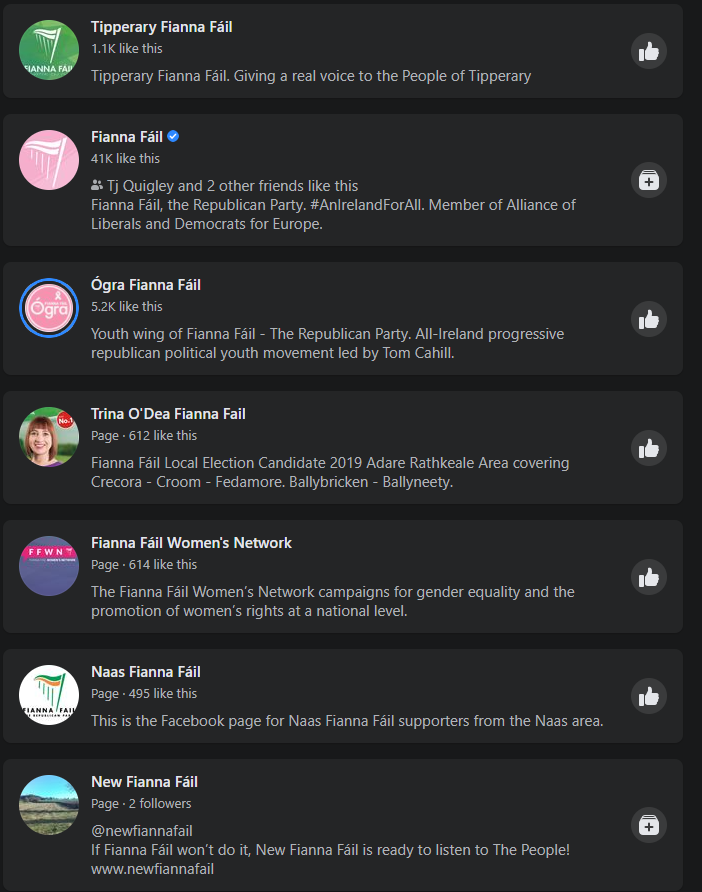 Tipperary Fianna Fáil
1.1K like this
FIANNA FÁIL
Tipperary Fianna Fáil. Giving a real voice to the People of Tipperary
Fianna Fáil
41K like this
Tj Quigley and 2 other friends like this
Fianna Fáil, the Republican Party. #AnIrelandForAll. Member of Alliance of
Liberals and Democrats for Europe.
Ógra Fianna Fáil
5.2K like this
Ógra
Youth wing of Fianna Fáil - The Republican Party. All-Ireland progressive
republican political youth movement led by Tom Cahill.
Trina O'Dea Fianna Fail
No.1
Page · 612 like this
Fianna Fáil Local Election Candidate 2019 Adare Rathkeale Area covering
Crecora - Croom - Fedamore. Ballybricken - Ballyneety.
Fianna Fáil Women's Network
FFWN
Page · 614 like this
The Fianna Fáil Women’s Network campaigns for gender equality and the
promotion of women’s rights at a national level.
Naas Fianna Fáil
Page · 495 like this
FIANNA FÁIL
This is the Facebook page for Naas Fianna Fáil supporters from the Naas area.
New Fianna Fáil
Page · 2 followers
@newfiannafail
If Fianna Fáil won’t do it, New Fianna Fáil is ready to listen to The People!
www.newfiannafail